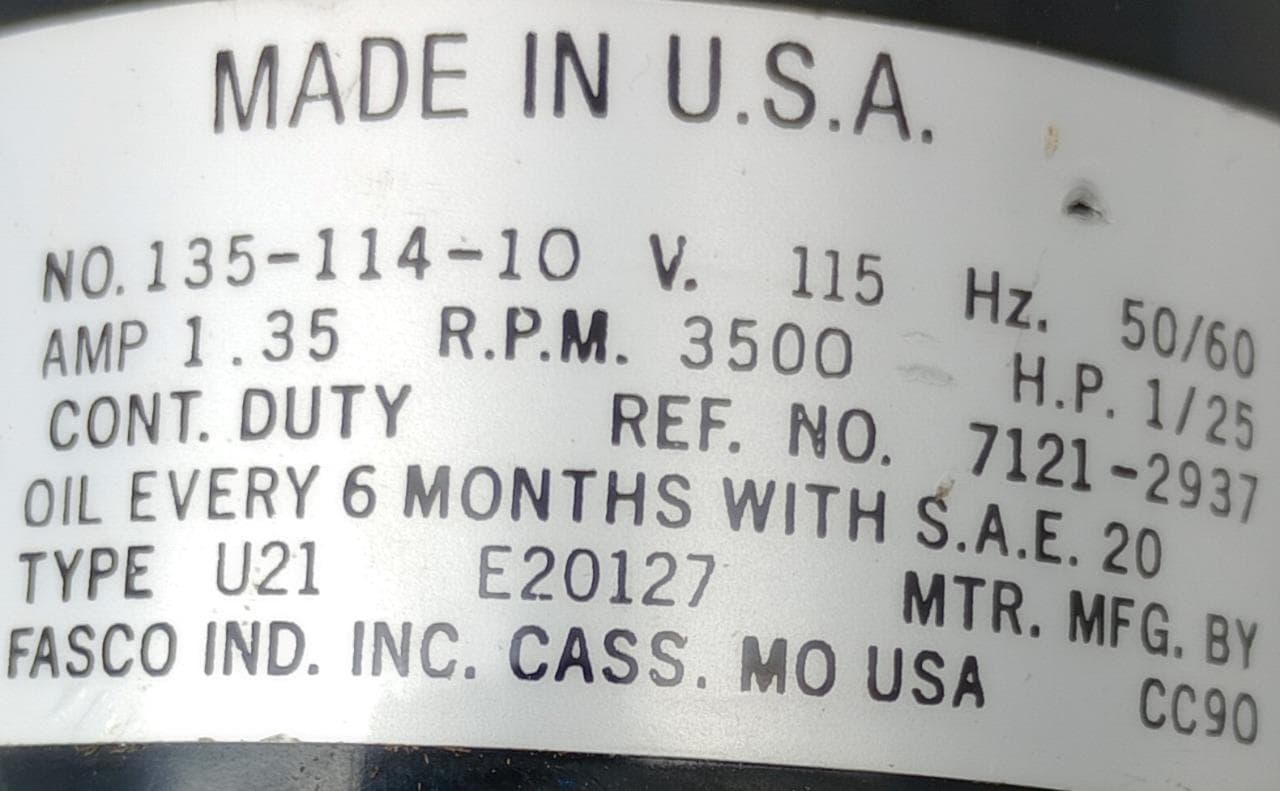 MADE IN U.S.A.
NO. 135-114-10 V. 115 Hz. 50/60
AMP 1.35 R.P.M. 3500 H.P. 1/25
CONT. DUTY REF. NO. 7121-2937
OIL EVERY 6 MONTHS WITH S.A.E. 20
TYPE U21 E20127 MTR. MFG. BY
FASCO IND. INC. CASS. MO USA CC90